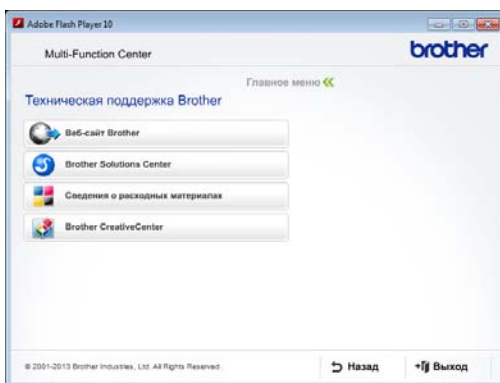 Adobe Flash Player 10
Multi-Function Center
brother
Главное меню
Техническая поддержка Brother
Веб-сайт Brother
Brother Solutions Center
Сведения о расходных материалах
Brother CreativeCenter
© 2001-2013 Brother Industries, Ltd. All Rights Reserved.
Назад
Выход